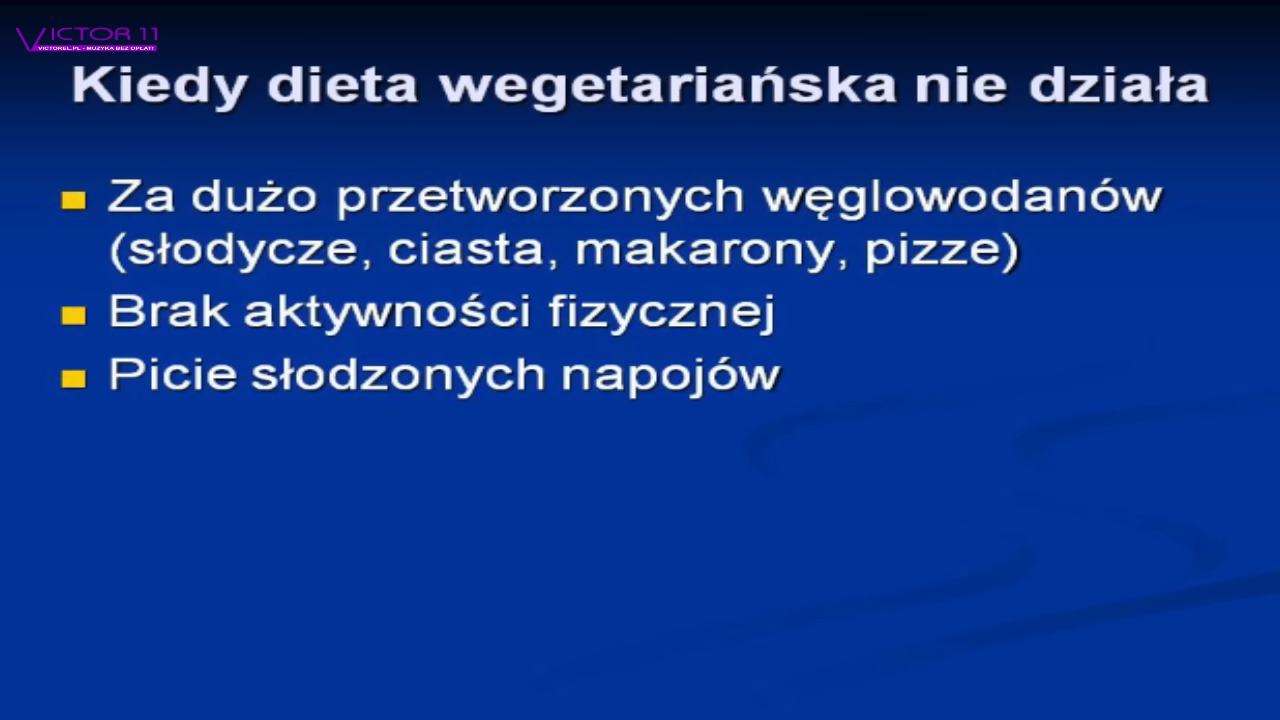 VICTOR 11
VICTOREL.PL - MUZYKA BEZ OPŁAT!
Kiedy dieta wegetariańska nie działa
Za dużo przetworzonych węglowodanów
(słodycze, ciasta, makarony, pizze)
Brak aktywności fizycznej
Picie słodzonych napojów